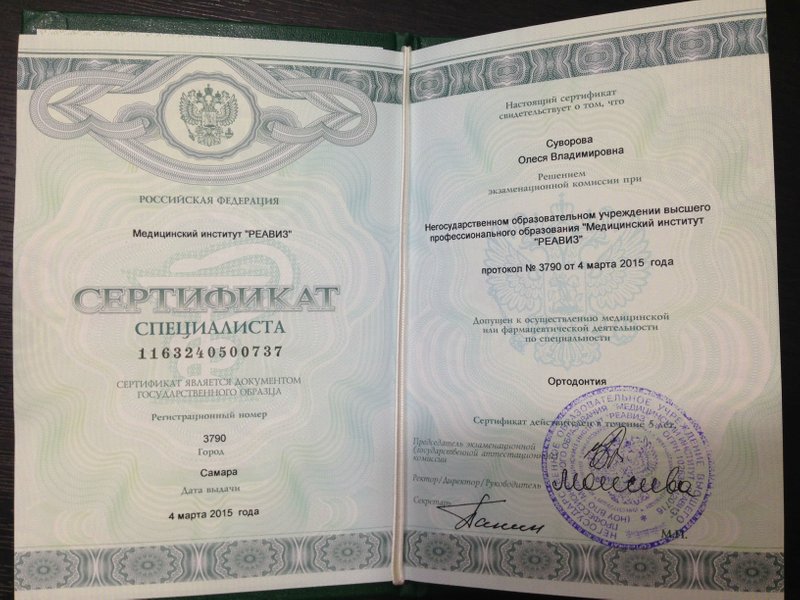 РОССИЙСКАЯ ФЕДЕРАЦИЯ
Медицинский институт "РЕАВИЗ"
СЕРТИФИКАТ
СПЕЦИАЛИСТА
1163240500737
СЕРТИФИКАТ ЯВЛЯЕТСЯ ДОКУМЕНТОМ
ГОСУДАРСТВЕННОГО ОБРАЗЦА
Регистрационный номер
3790
Город
Самара
Дата выдачи
4 марта 2015 года
Настоящий сертификат
свидетельствует о том, что
Суворова
Олеся Владимировна
Решением
экзаменационной комиссии при
Негосударственном образовательном учреждении высшего
профессионального образования "Медицинский институт
"РЕАВИЗ"
протокол № 3790 от 4 марта 2015 года
Допущен к осуществлению медицинской
или фармацевтической деятельности
по специальности
Ортодонтия
Сертификат действителен в течение 5 лет.
Председатель экзаменационной
(государственной аттестационной)
комиссии
Ректор/Директор/Руководитель
Секретарь
М.П.